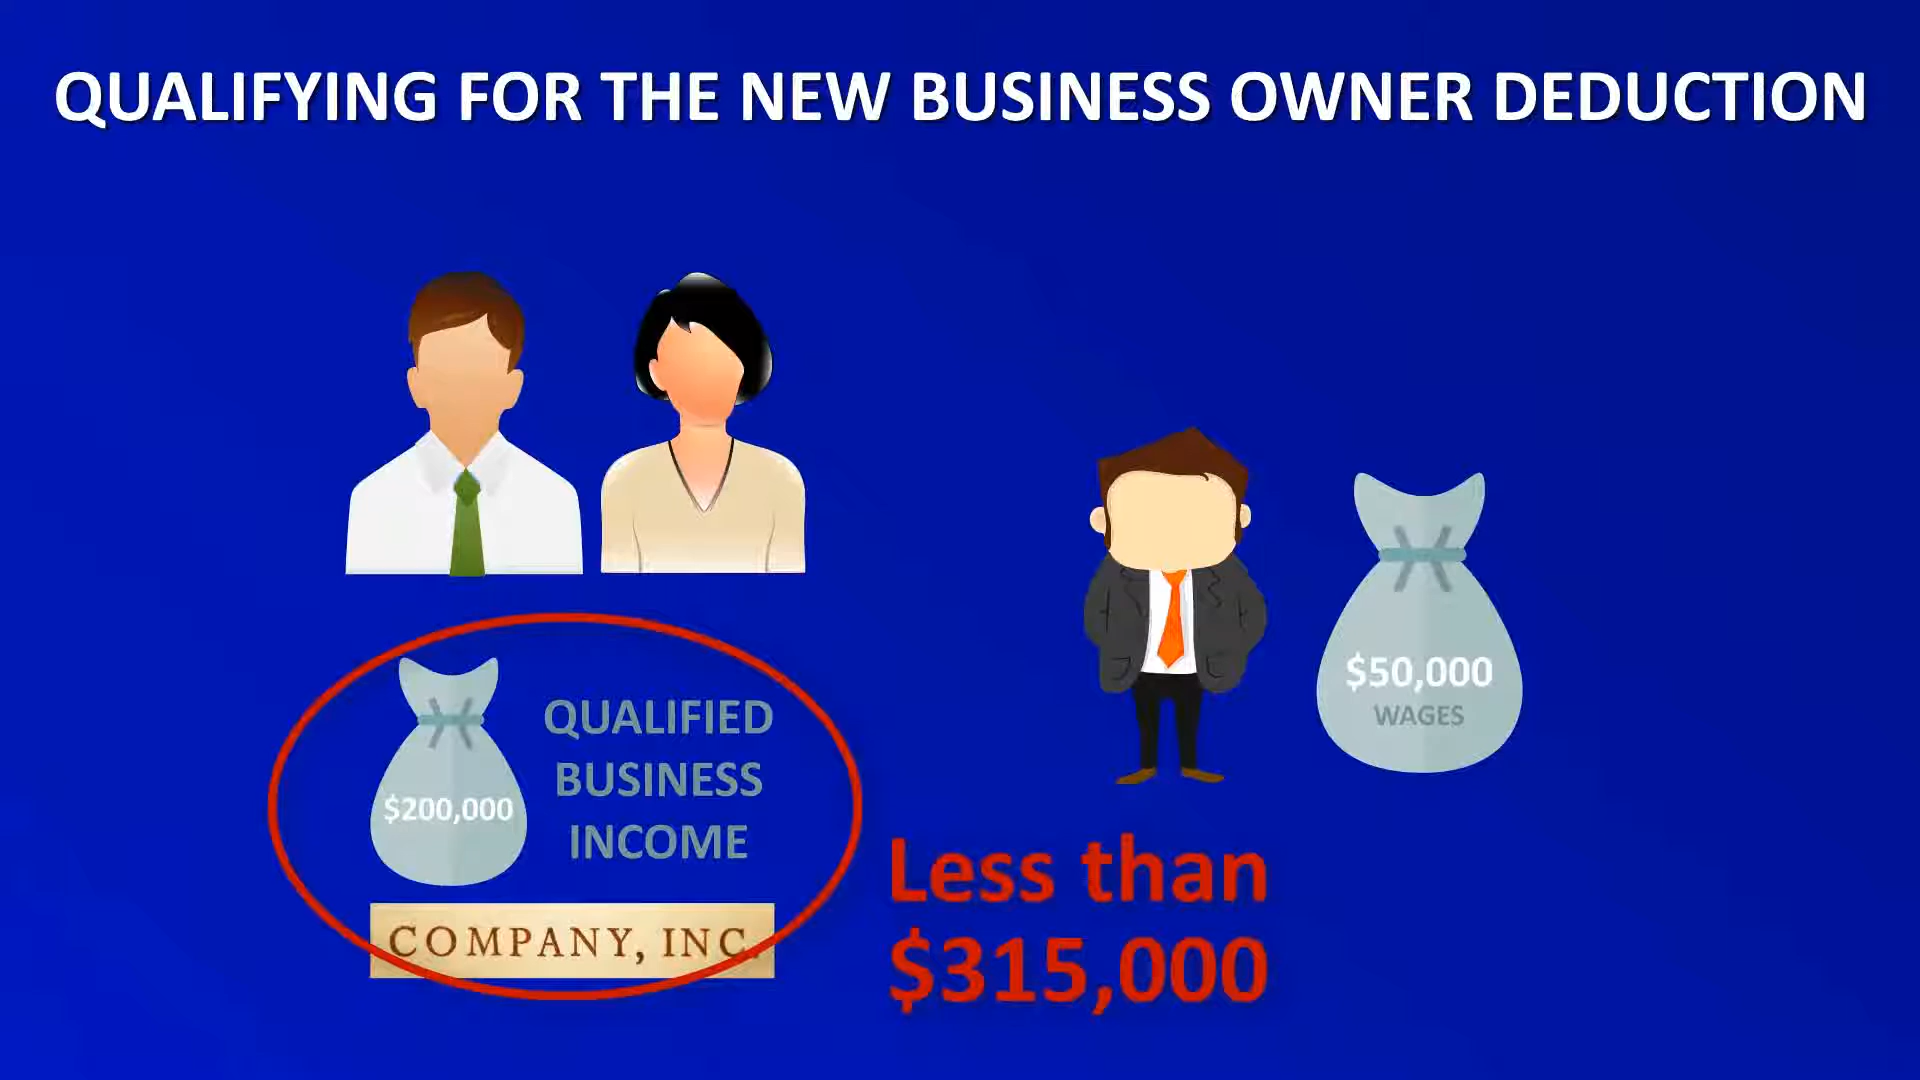 QUALIFYING FOR THE NEW BUSINESS OWNER DEDUCTION
$200,000
QUALIFIED
BUSINESS
INCOME
COMPANY, INC.
$50,000
WAGES
Less than
$315,000